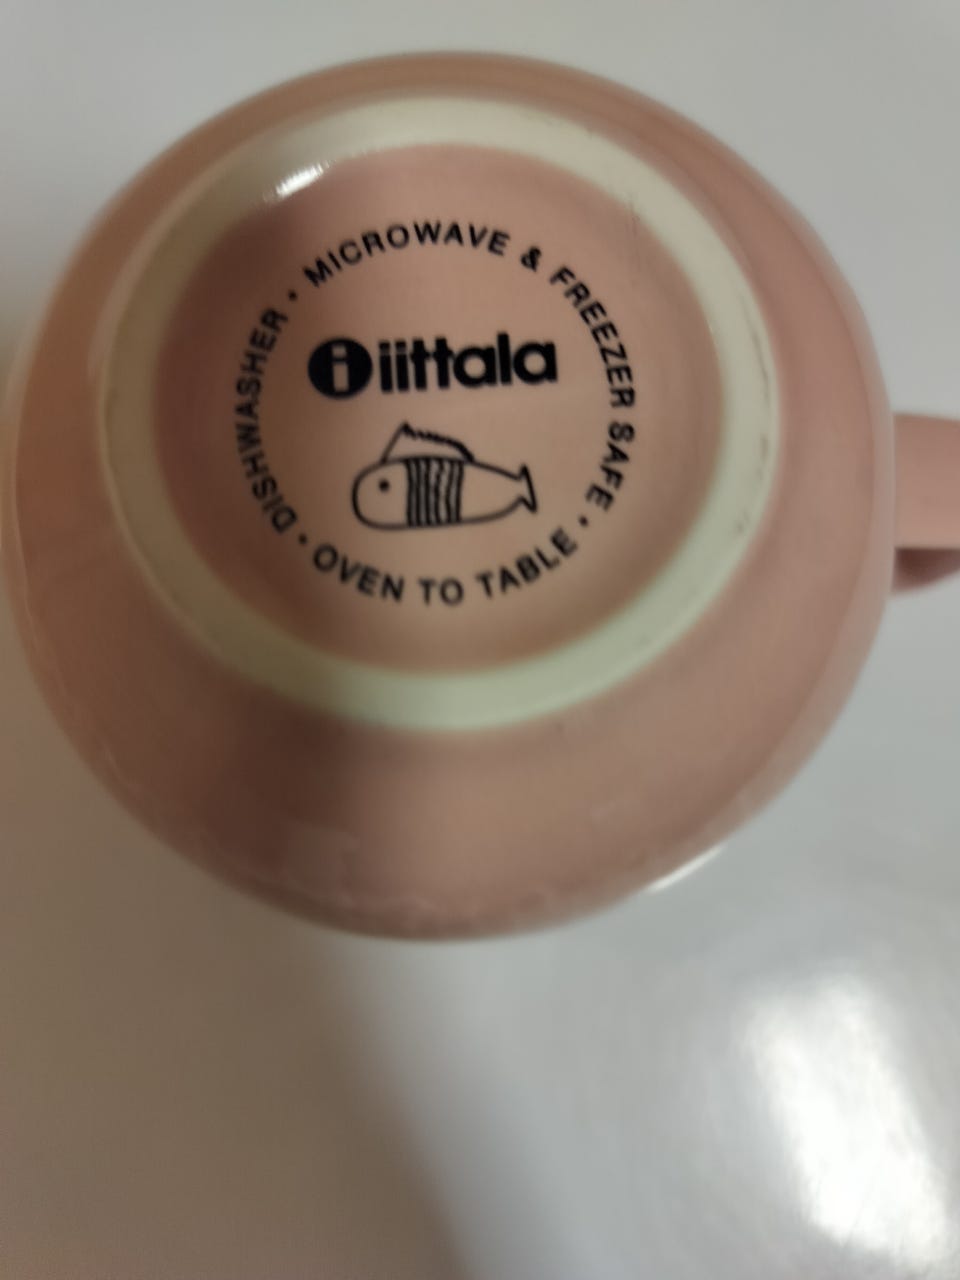 MICROWAVE & FREEZER SAFE • OVEN TO TABLE • DISHWASHER •
i iittala